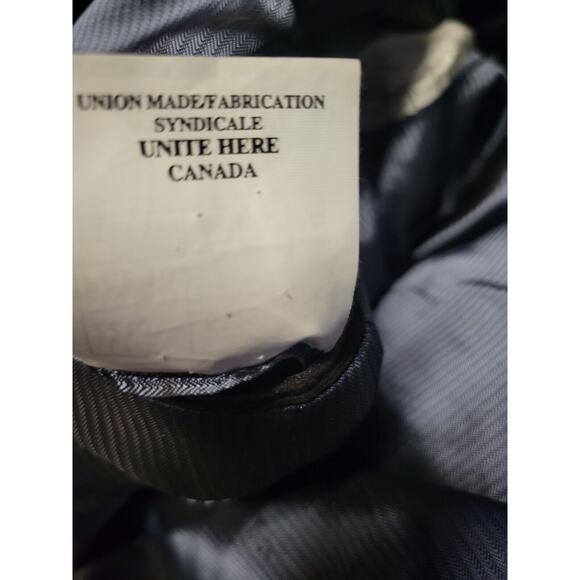 UNION MADE/FABRICATION
SYNDICALE
UNITE HERE
CANADA